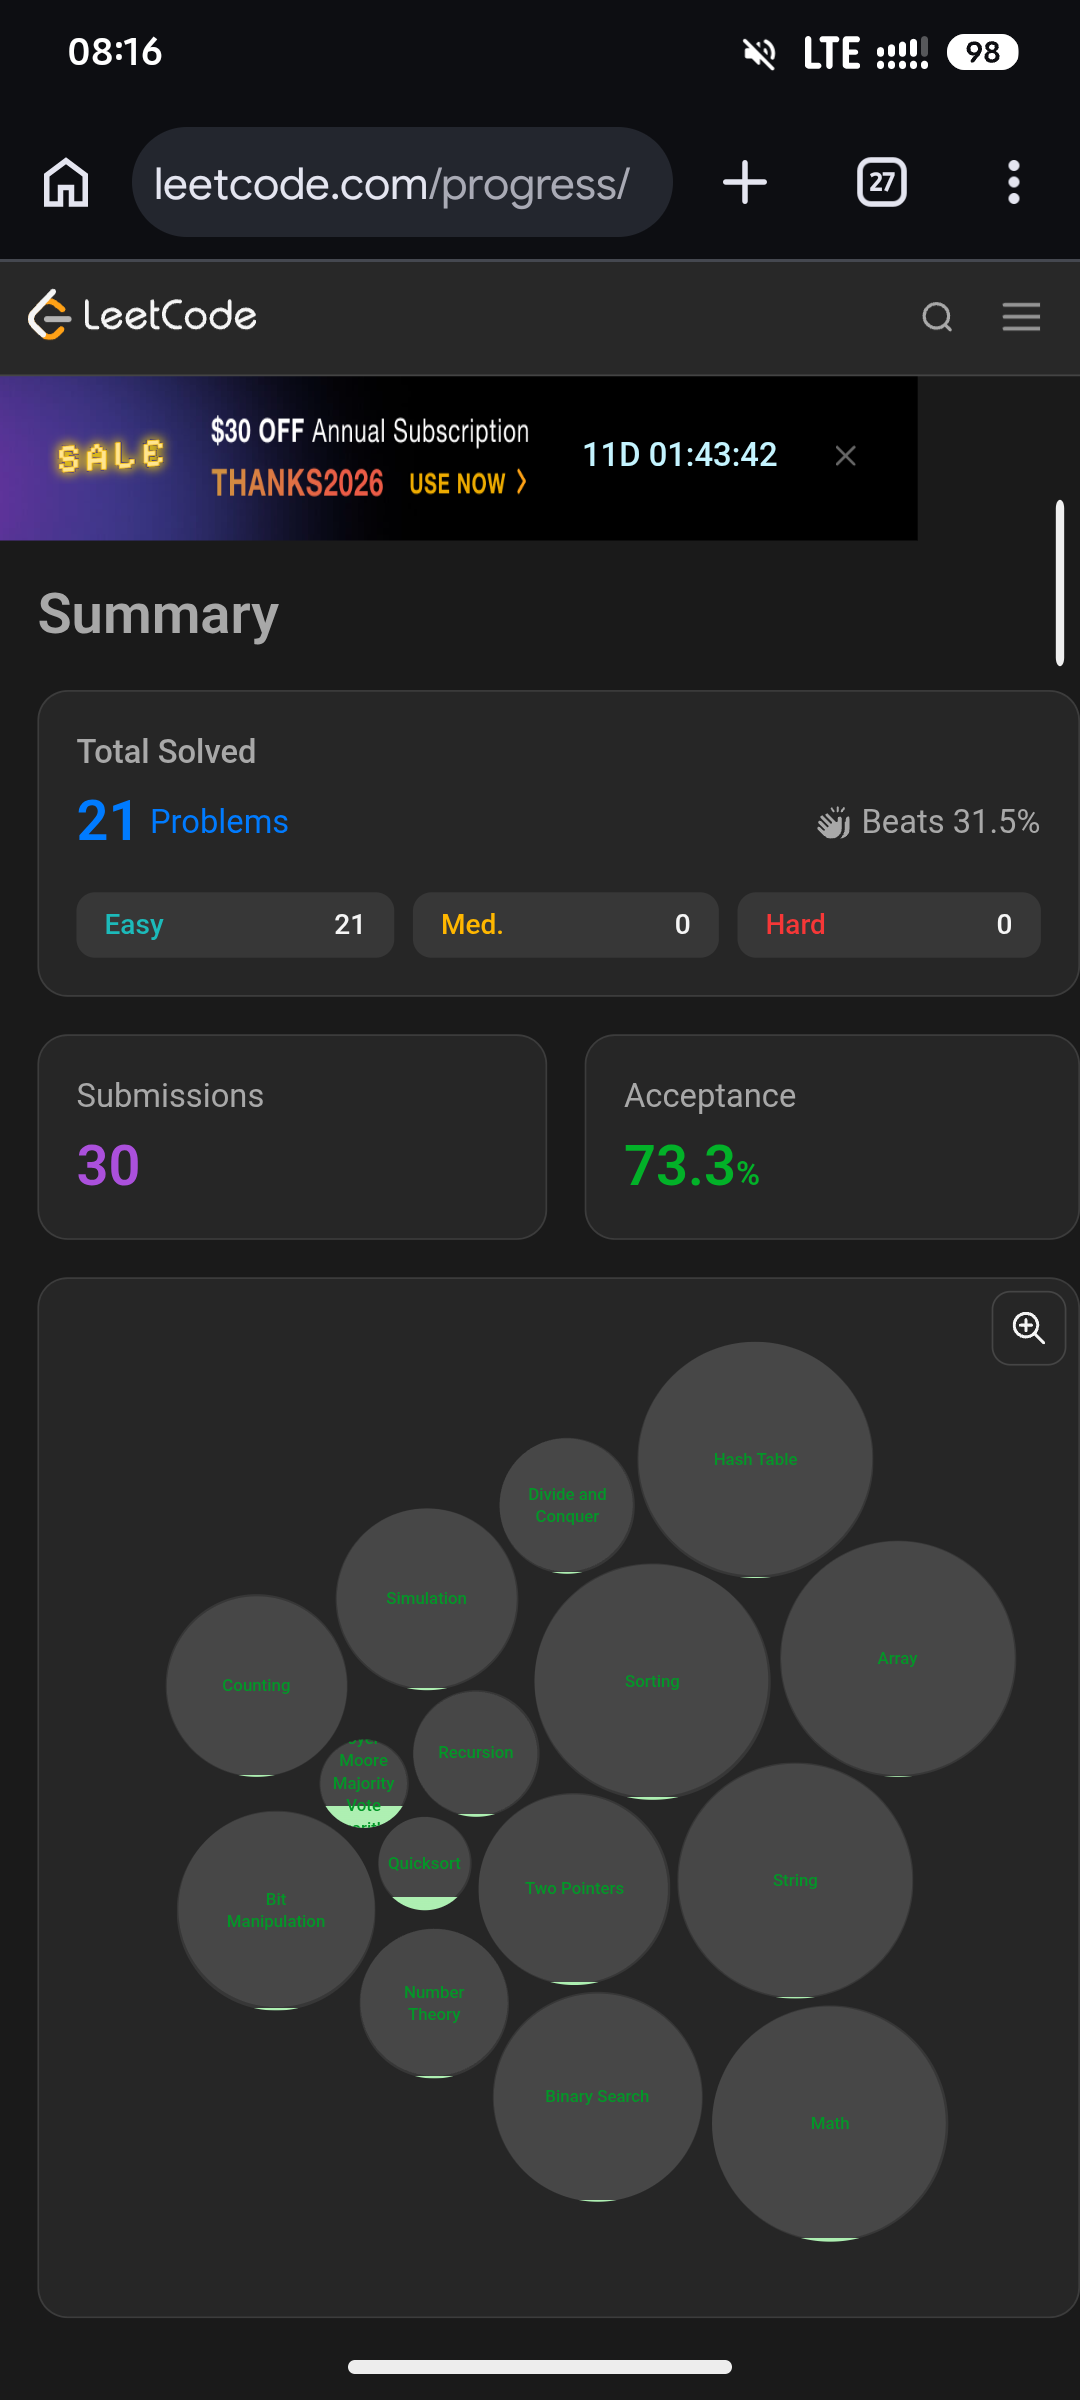 08:16
LTE
98
leetcode.com/progress/
27
LeetCode
SALE
$30 OFF Annual Subscription
THANKS2026 USE NOW
11D 01:43:42
Summary
Total Solved
21 Problems
Beats 31.5%
Easy 21
Med. 0
Hard 0
Submissions
30
Acceptance
73.3%
Hash Table
Divide and
Conquer
Simulation
Array
Sorting
Counting
Recursion
Moore
Majority
Vote
Quicksort
String
Two Pointers
Bit
Manipulation
Number
Theory
Binary Search
Math